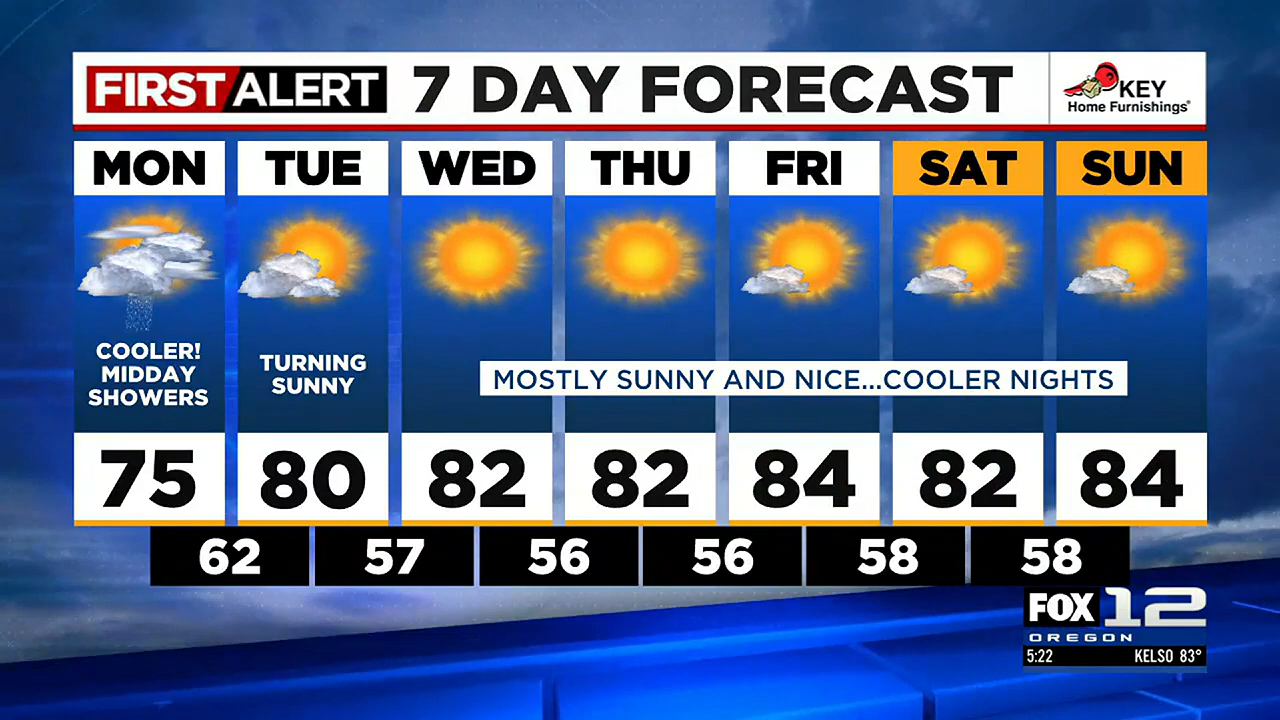 FIRST ALERT 7 DAY FORECAST
KEY
Home Furnishings®
MON TUE WED THU FRI SAT SUN
COOLER!
MIDDAY
SHOWERS
TURNING
SUNNY
MOSTLY SUNNY AND NICE...COOLER NIGHTS
75 80 82 82 84 82 84
62 57 56 56 58 58
FOX 12
OREGON
5:22 KELSO 83°